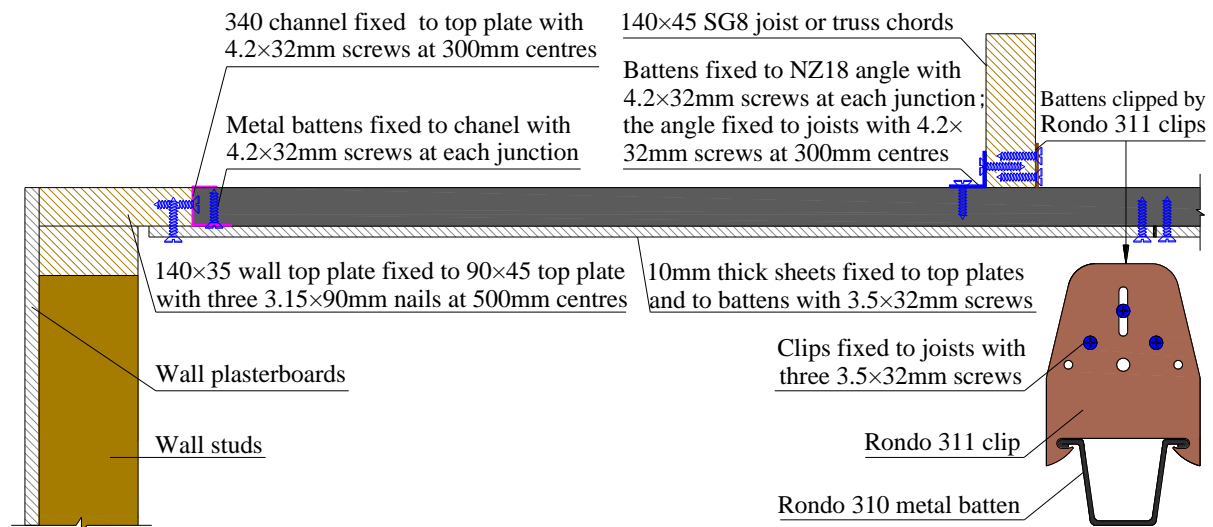 340 channel fixed to top plate with
4.2×32mm screws at 300mm centres
Metal battens fixed to chanel with
4.2×32mm screws at each junction
140×45 SG8 joist or truss chords
Battens fixed to NZ18 angle with
4.2×32mm screws at each junction;
the angle fixed to joists with 4.2×
32mm screws at 300mm centres
Battens clipped by
Rondo 311 clips
140×35 wall top plate fixed to 90×45 top plate
with three 3.15×90mm nails at 500mm centres
10mm thick sheets fixed to top plates
and to battens with 3.5×32mm screws
Wall plasterboards
Wall studs
Clips fixed to joists with
three 3.5×32mm screws
Rondo 311 clip
Rondo 310 metal batten